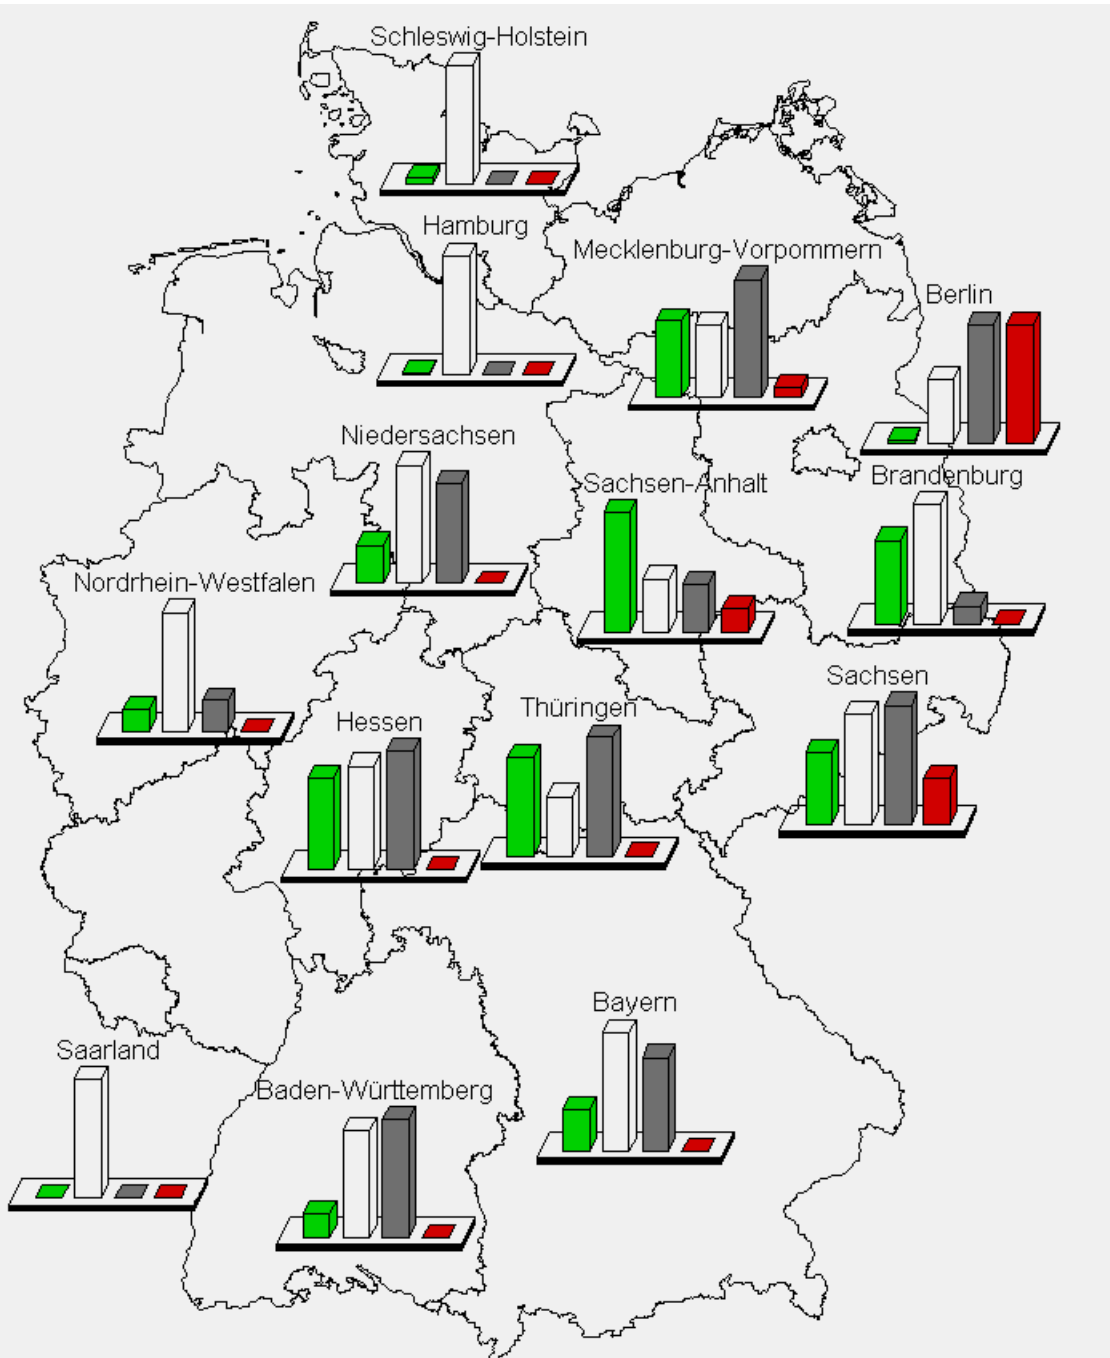 Schleswig-Holstein
Hamburg
Mecklenburg-Vorpommern
Berlin
Niedersachsen
Sachsen-Anhalt
Brandenburg
Nordrhein-Westfalen
Sachsen
Hessen
Thüringen
Bayern
Saarland
Baden-Württemberg